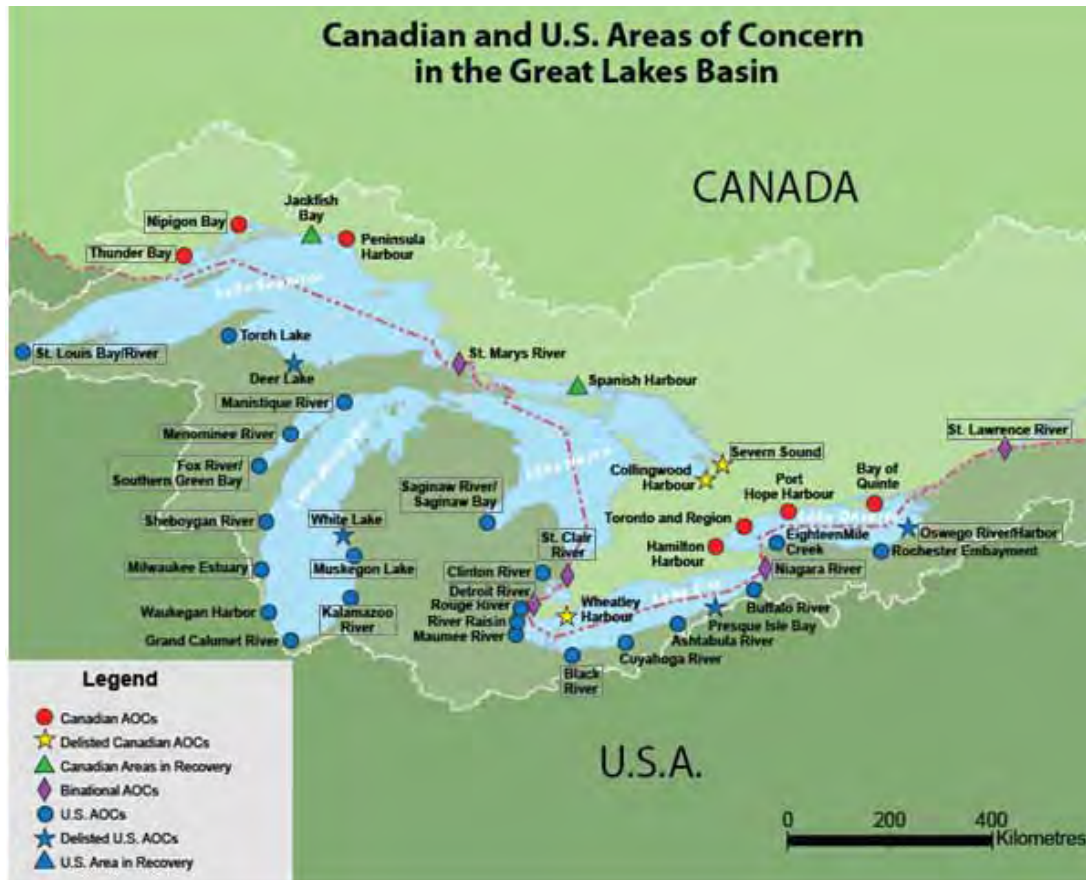 Canadian and U.S. Areas of Concern
in the Great Lakes Basin
CANADA
Jackfish
Bay
Nipigon Bay
Peninsula
Harbour
Thunder Bay
Torch Lake
St. Marys River
St. Louis Bay/River
Deer Lake
Spanish Harbour
Manistique River
St. Lawrence River
Menominee River
Severn Sound
Fox River/
Southern Green Bay
Collingwood
Harbour
Bay of
Quinte
Port
Hope Harbour
Saginaw River/
Saginaw Bay
Sheboygan River
White Lake
Toronto and Region
Oswego River/Harbor
EighteenMile
Creek
St. Clair
River
Hamilton
Harbour
Rochester Embayment
Milwaukee Estuary
Muskegon Lake
Clinton River
Niagara River
Detroit River
Buffalo River
Waukegan Harbor
Kalamazoo
River
Rouge River
Wheatley
Harbour
River Raisin
Presque Isle Bay
Maumee River
Ashtabula River
Grand Calumet River
Cuyahoga River
Black
River
U.S.A.
Legend
Canadian AOCs
Delisted Canadian AOCs
Canadian Areas in Recovery
Binational AOCs
U.S. AOCs
Delisted U.S. AOCs
U.S. Area in Recovery
0 200 400
Kilometres